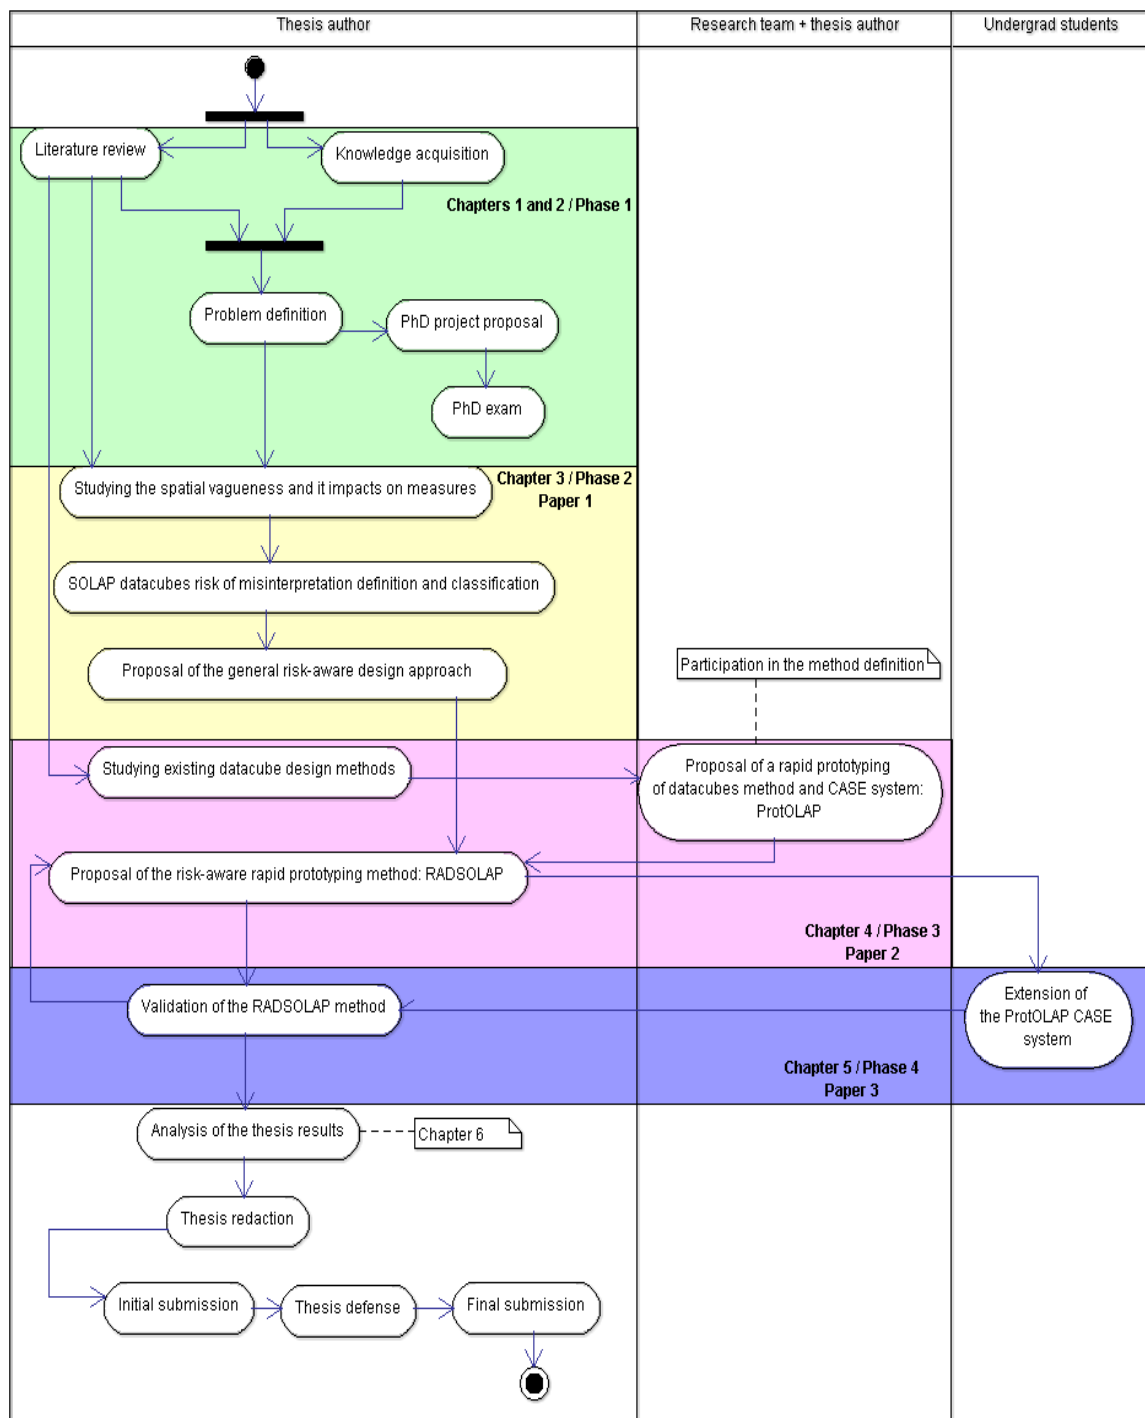 Thesis author
Research team + thesis author
Undergrad students
Literature review
Knowledge acquisition
Chapters 1 and 2 / Phase 1
Problem definition
PhD project proposal
PhD exam
Chapter 3 / Phase 2
Paper 1
Studying the spatial vagueness and it impacts on measures
SOLAP datacubes risk of misinterpretation definition and classification
Proposal of the general risk-aware design approach
Participation in the method definition
Studying existing datacube design methods
Proposal of a rapid prototyping
of datacubes method and CASE system:
ProtOLAP
Proposal of the risk-aware rapid prototyping method: RADSOLAP
Chapter 4 / Phase 3
Paper 2
Validation of the RADSOLAP method
Extension of
the ProtOLAP CASE
system
Chapter 5 / Phase 4
Paper 3
Analysis of the thesis results
Chapter 6
Thesis redaction
Initial submission
Thesis defense
Final submission